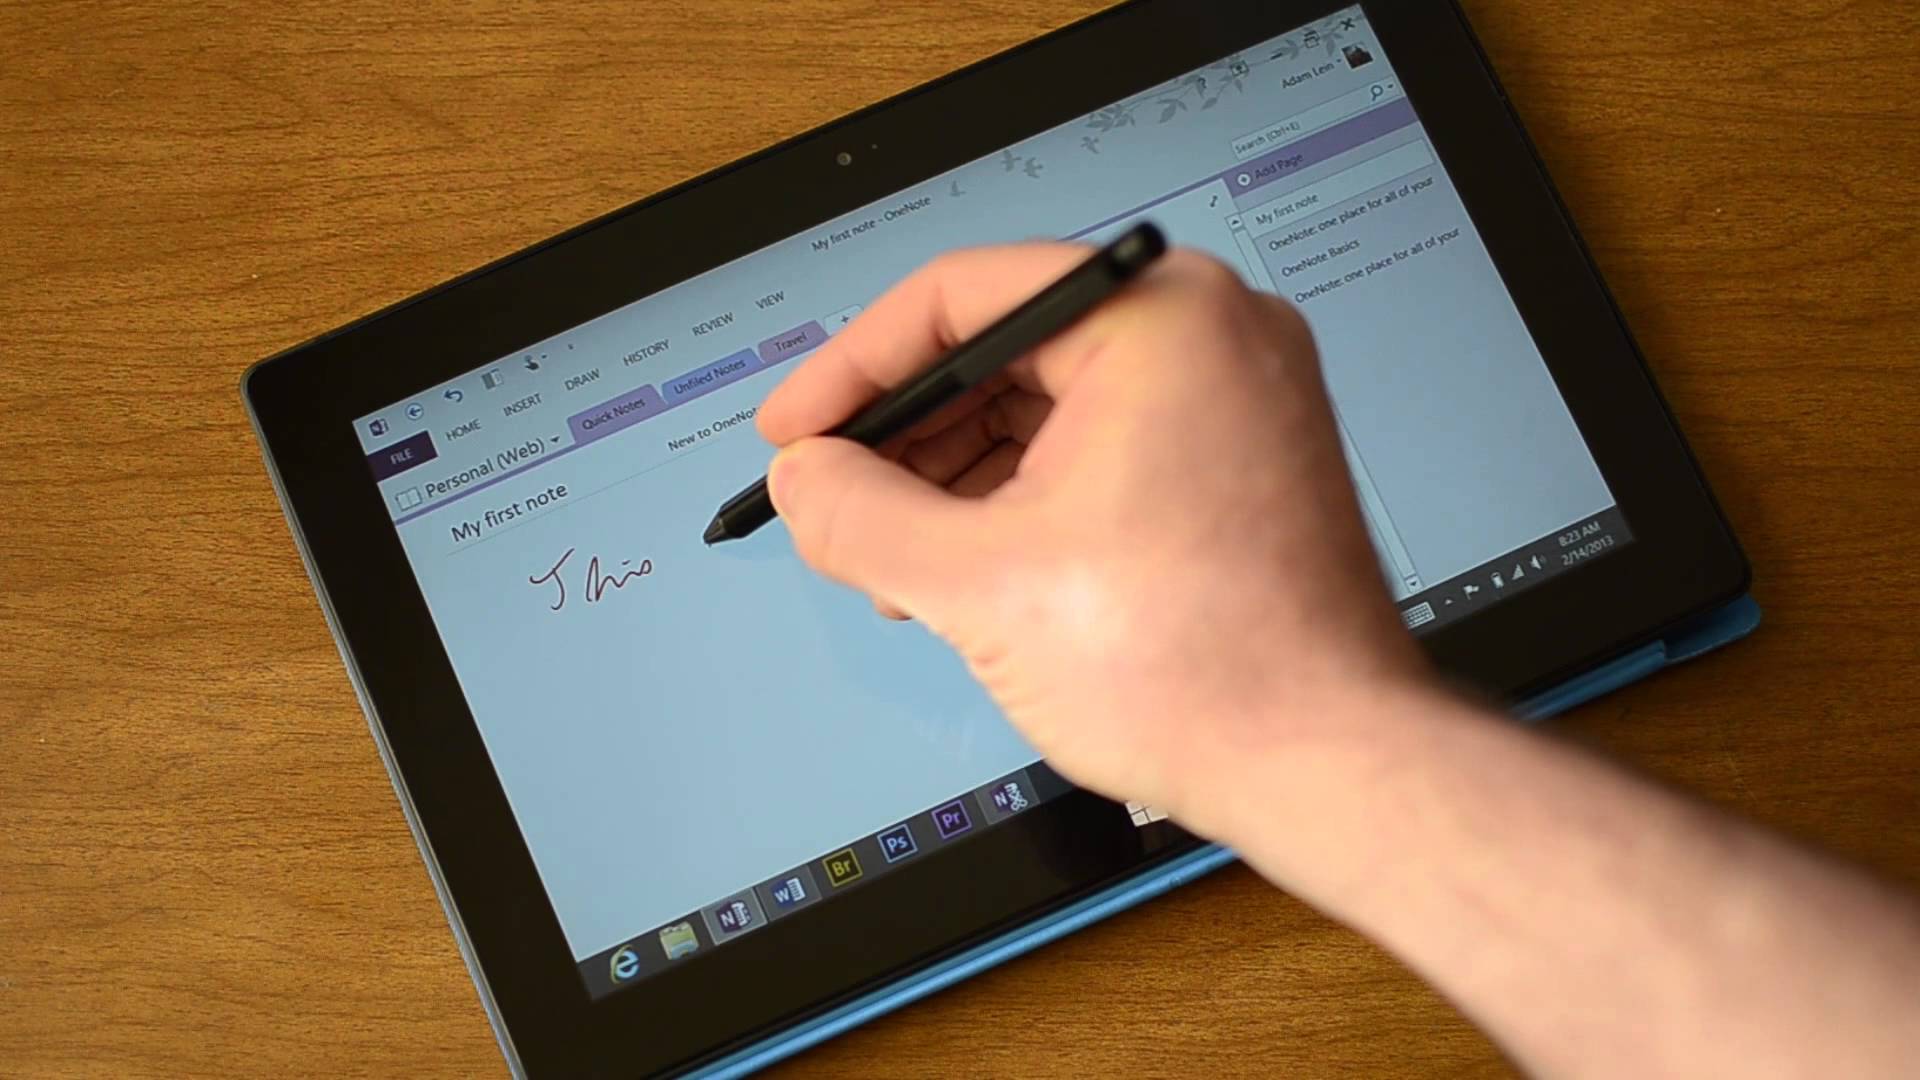 Adam Lein
Search (Ctrl+E)
My first note - OneNote
FILE HOME INSERT DRAW HISTORY REVIEW VIEW
Personal (Web) Quick Notes Unfiled Notes Travel +
New to OneNot
My first note
This
Add Page
My first note
OneNote: one place for all of your
OneNote Basics
OneNote: one place for all of your
e N W Br Ps Pr N
8:23 AM
2/14/2013